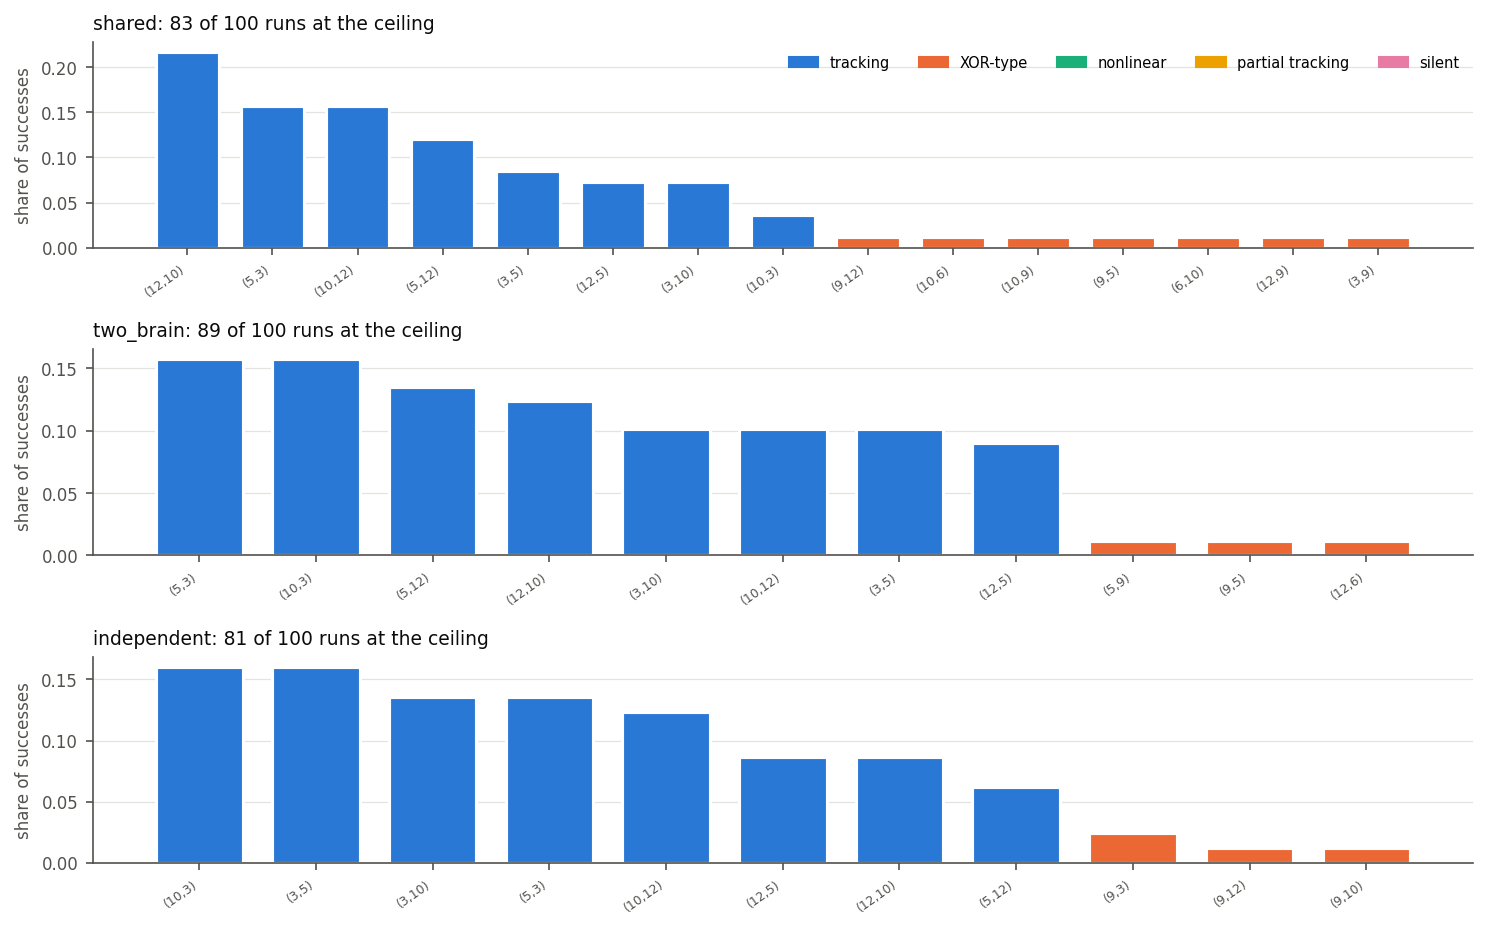 shared: 83 of 100 runs at the ceiling
share of successes
0.20
0.15
0.10
0.05
0.00
tracking XOR-type nonlinear partial tracking silent
(12,10) (5,3) (10,12) (5,12) (3,5) (12,5) (3,10) (10,3) (9,12) (10,6) (10,9) (9,5) (6,10) (12,9) (3,9)
two_brain: 89 of 100 runs at the ceiling
share of successes
0.15
0.10
0.05
0.00
(5,3) (10,3) (5,12) (12,10) (3,10) (10,12) (3,5) (12,5) (5,9) (9,5) (12,6)
independent: 81 of 100 runs at the ceiling
share of successes
0.15
0.10
0.05
0.00
(10,3) (3,5) (3,10) (5,3) (10,12) (12,5) (12,10) (5,12) (9,3) (9,12) (9,10)